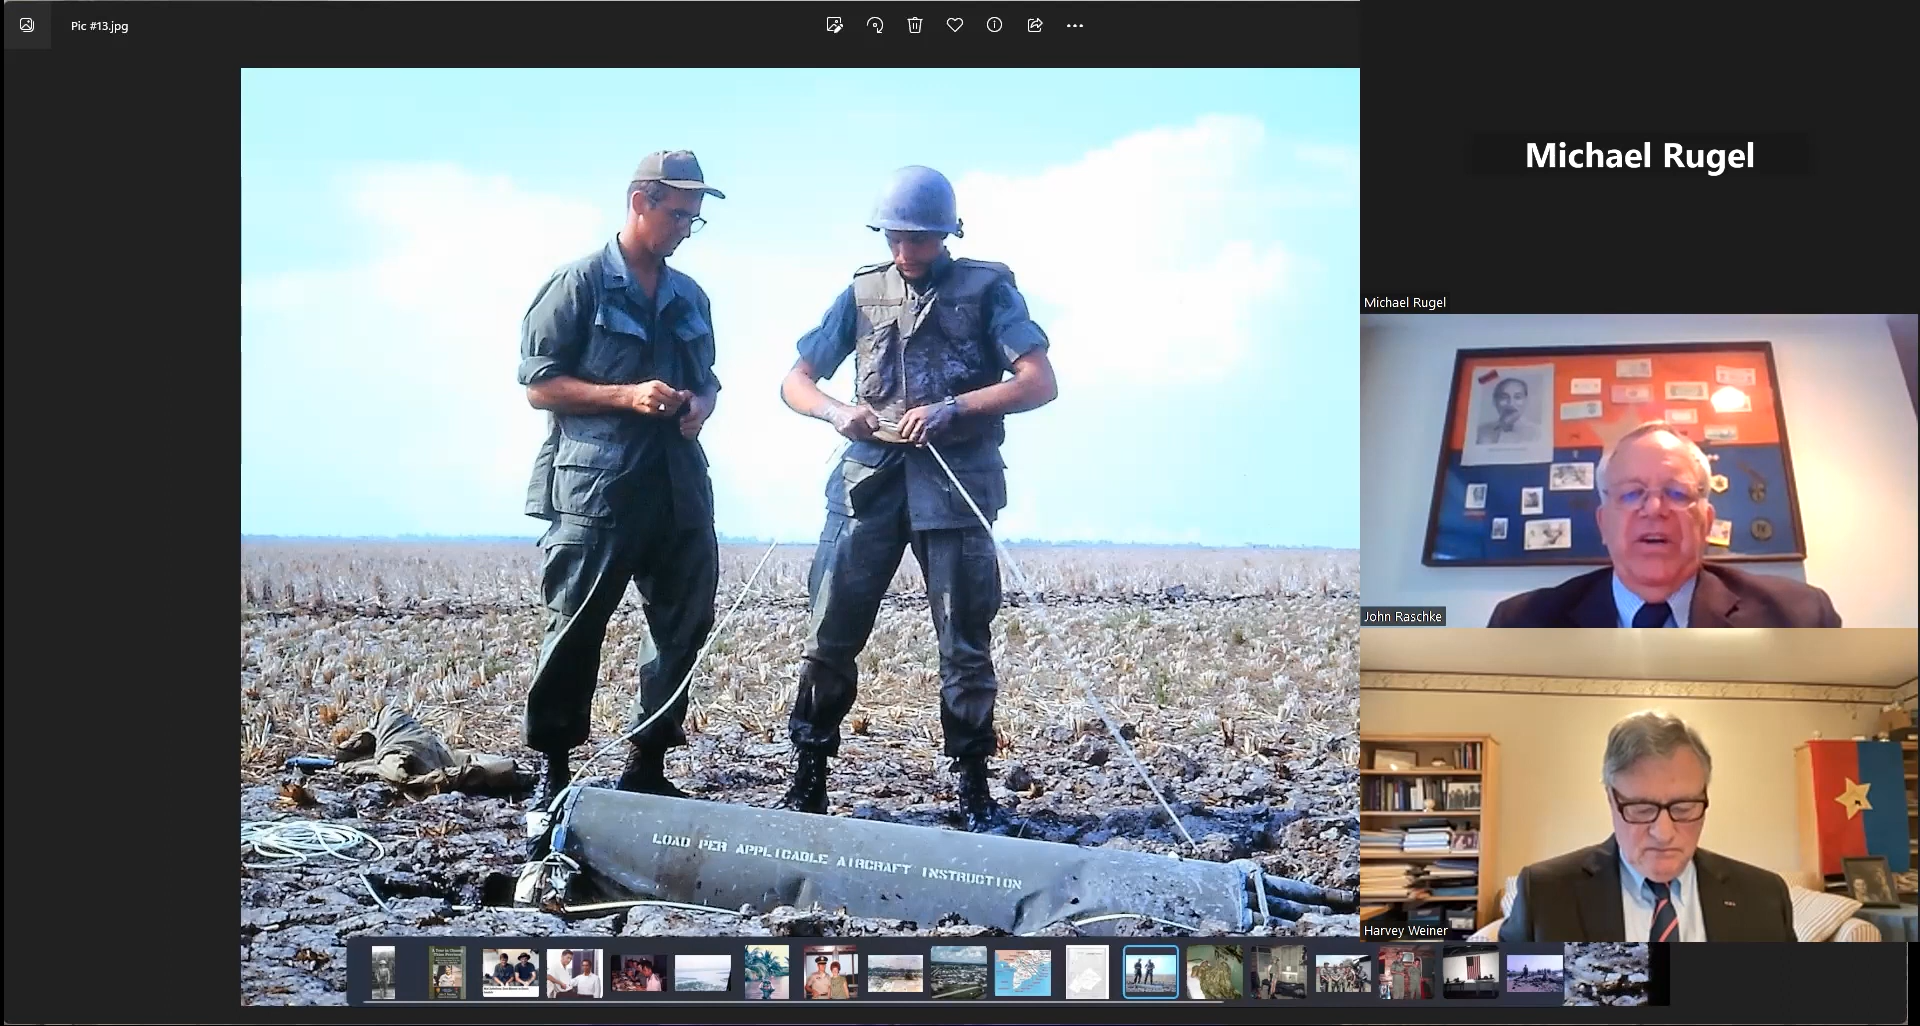 Pic #13.jpg
Michael Rugel
Michael Rugel
LOAD PER APPLICABLE AIRCRAFT INSTRUCTION
John Raschke
Harvey Weiner